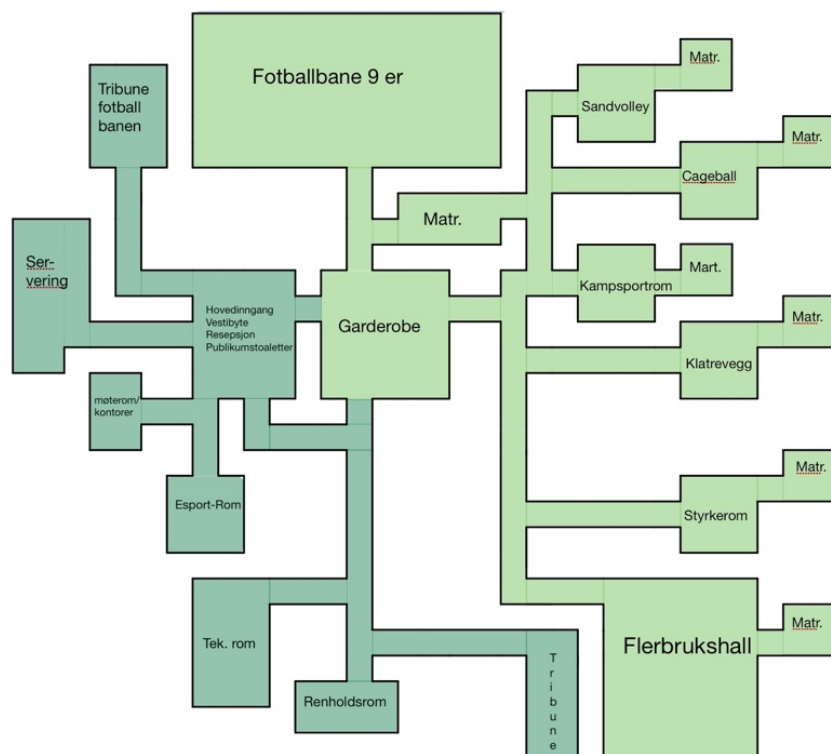 Fotballbane 9 er
Matr.
Tribune
fotball
banen
Sandvolley
Matr.
Cageball
Matr.
Ser-
vering
Kampsportrom
Mart.
Hovedinngang
Vestibyte
Resepsjon
Publikumstoaletter
Garderobe
Matr.
Klatrevegg
møterom/
kontorer
Matr.
Esport-Rom
Styrkerom
Matr.
Flerbrukshall
Tek. rom
Renholdsrom
T
r
i
b
u
n
e